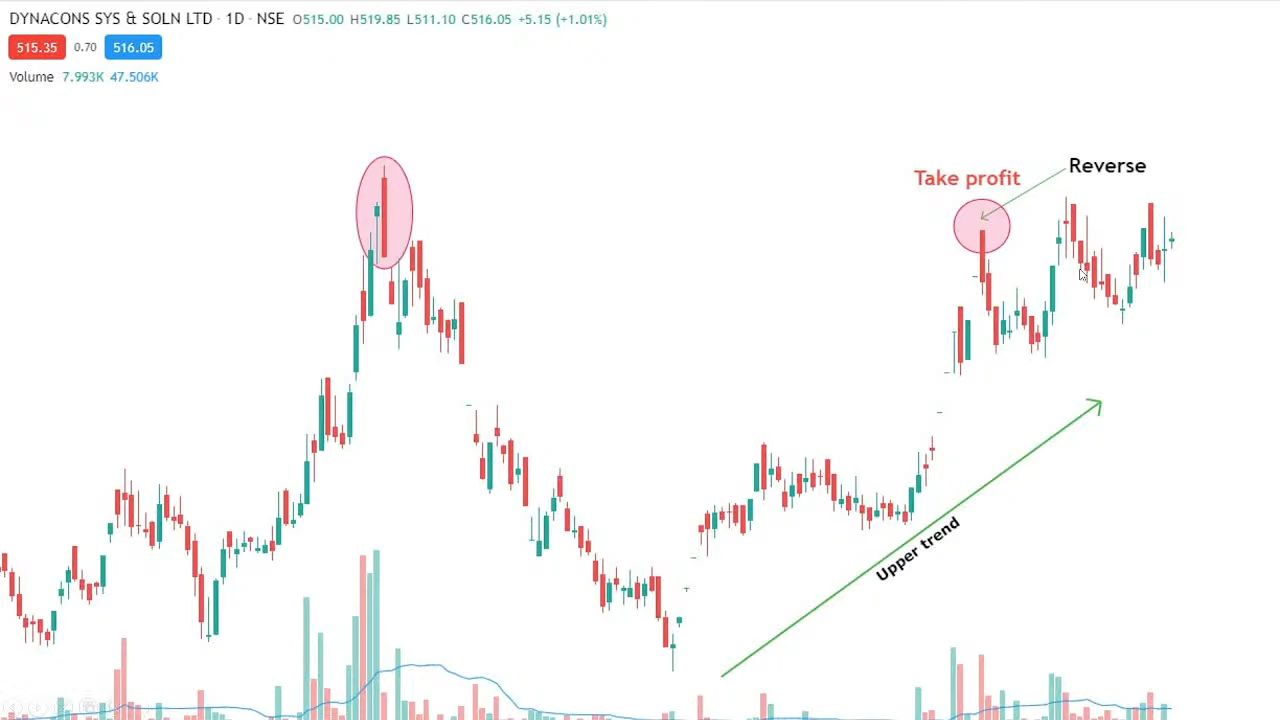 DYNACONS SYS & SOLN LTD · 1D · NSE O515.00 H519.85 L511.10 C516.05 +5.15 (+1.01%)
515.35 0.70 516.05
Volume 7.993K 47.506K
Reverse
Take profit
Upper trend